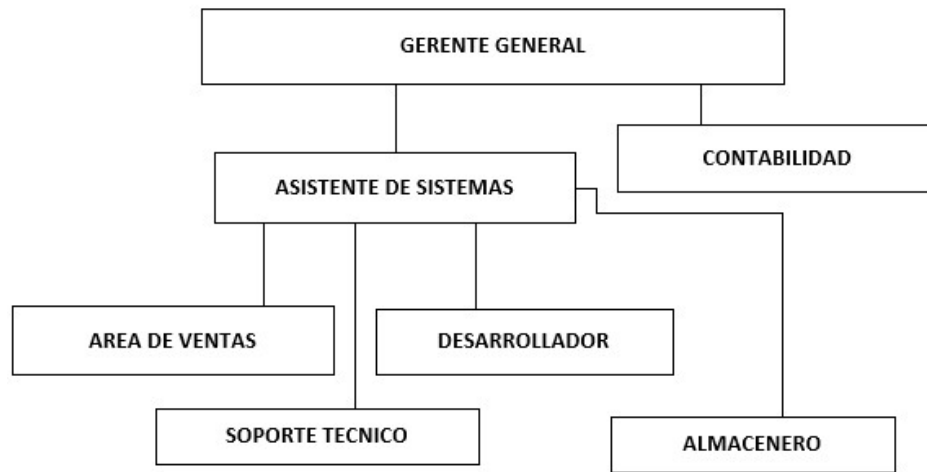 GERENTE GENERAL
CONTABILIDAD
ASISTENTE DE SISTEMAS
AREA DE VENTAS
DESARROLLADOR
SOPORTE TECNICO
ALMACENERO